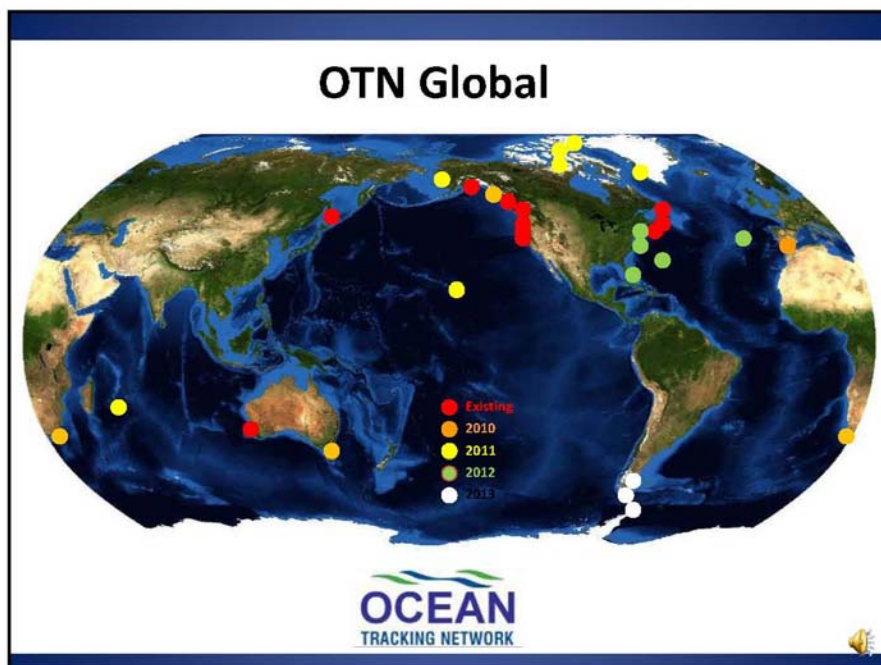 OTN Global
Existing
2010
2011
2012
2013
OCEAN
TRACKING NETWORK